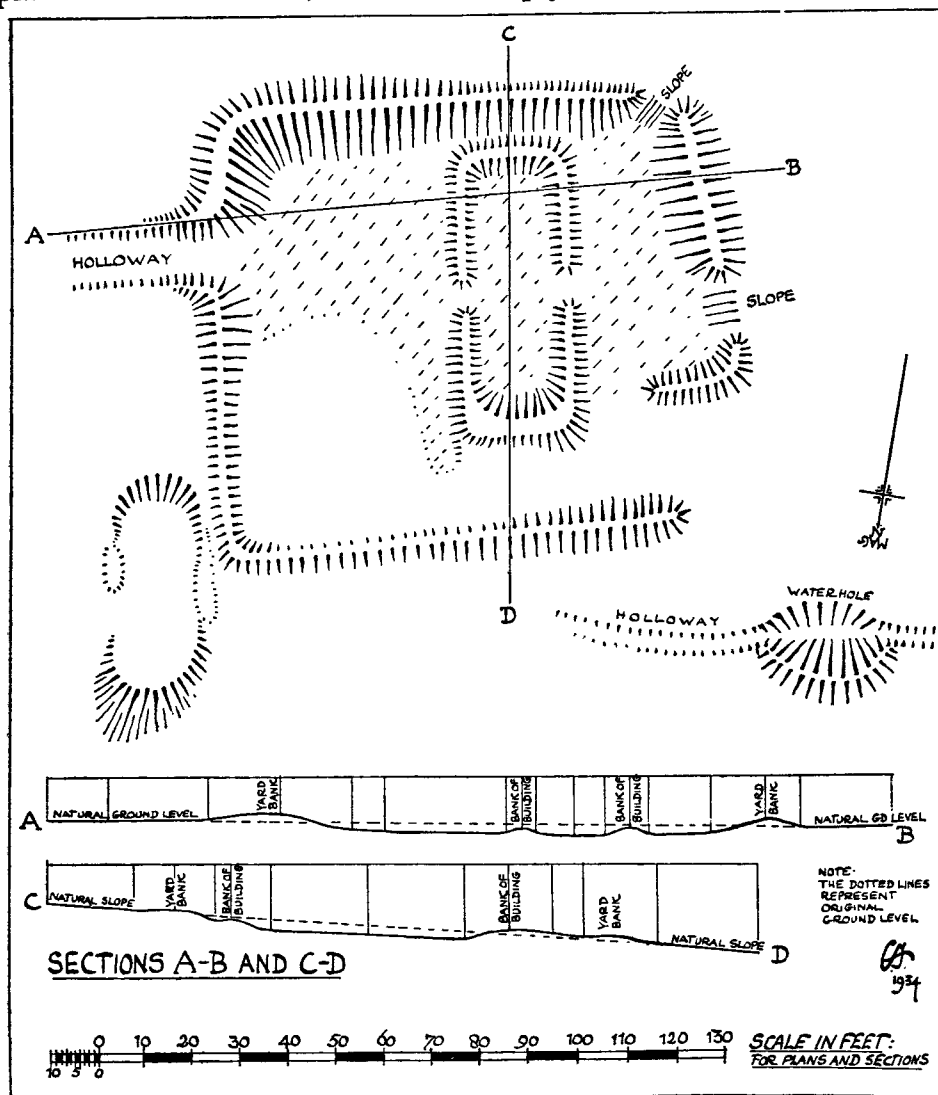 C
SLOPE
B
A
HOLLOWAY
SLOPE
MAG
N
D
HOLLOWAY
WATERHOLE
YARD
BANK
BANK OF
BUILDING
BANK OF
BUILDING
YARD
BANK
A
NATURAL GROUND LEVEL
NATURAL GD LEVEL
B
YARD
BANK
BANK OF
BUILDING
BANK OF
BUILDING
YARD
BANK
C
NATURAL SLOPE
NATURAL SLOPE
D
NOTE-
THE DOTTED LINES
REPRESENT
ORIGINAL
GROUND LEVEL
1934
SECTIONS A-B AND C-D
0 10 20 30 40 50 60 70 80 90 100 110 120 130
10 5 0
SCALE IN FEET:
FOR PLANS AND SECTIONS